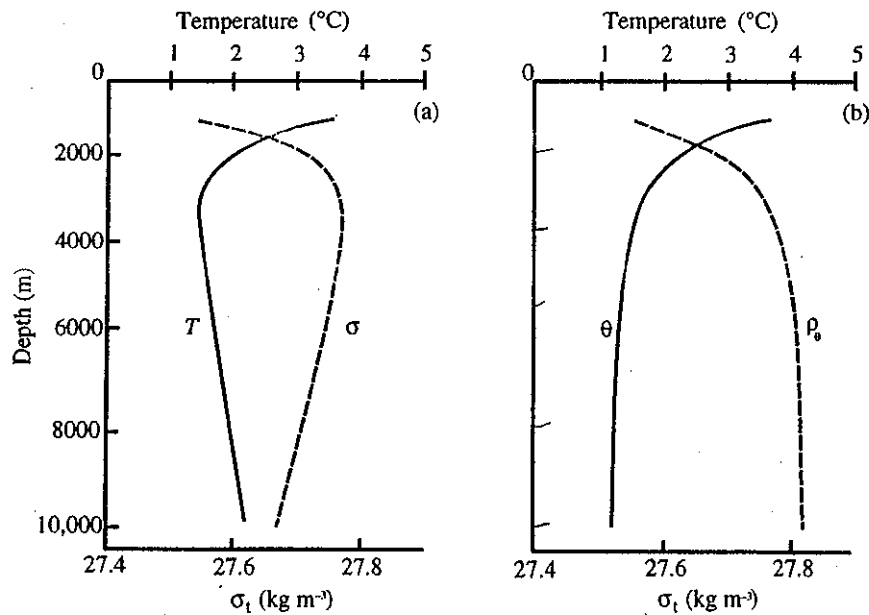 Temperature (°C)
1 2 3 4 5
0
(a)
2000
4000
Depth (m)
6000
T
σ
8000
10,000
27.4 27.6 27.8
σt (kg m⁻³)
Temperature (°C)
1 2 3 4 5
0
(b)
θ
ρθ
27.4 27.6 27.8
σt (kg m⁻³)